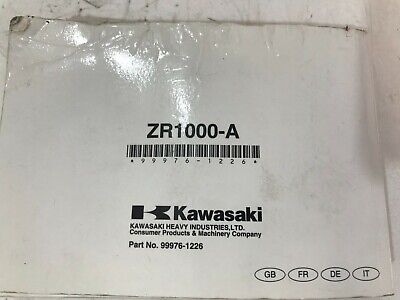 ZR1000-A
*99976-1226*
Kawasaki
KAWASAKI HEAVY INDUSTRIES,LTD.
Consumer Products & Machinery Company
Part No. 99976-1226
GB FR DE IT